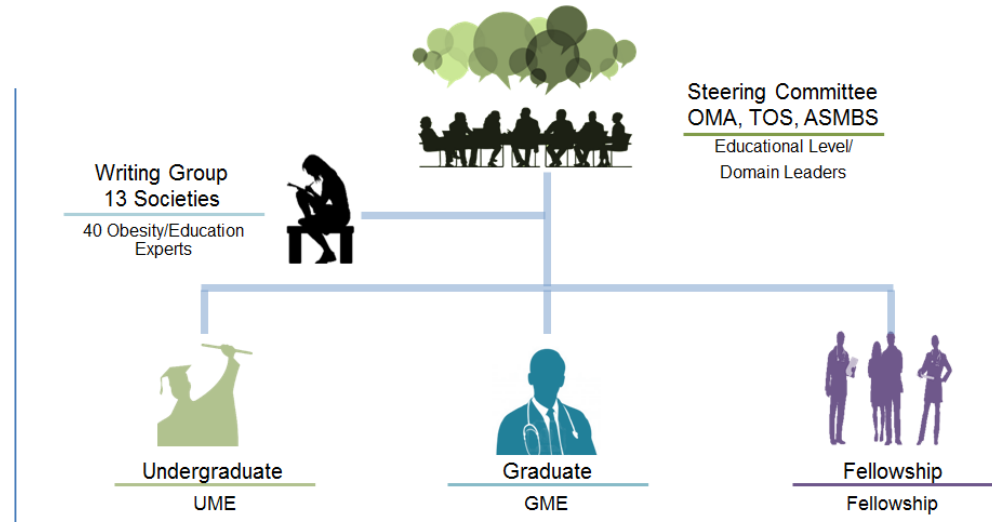 Steering Committee
OMA, TOS, ASMBS
Educational Level/
Domain Leaders
Writing Group
13 Societies
40 Obesity/Education
Experts
Undergraduate
UME
Graduate
GME
Fellowship
Fellowship